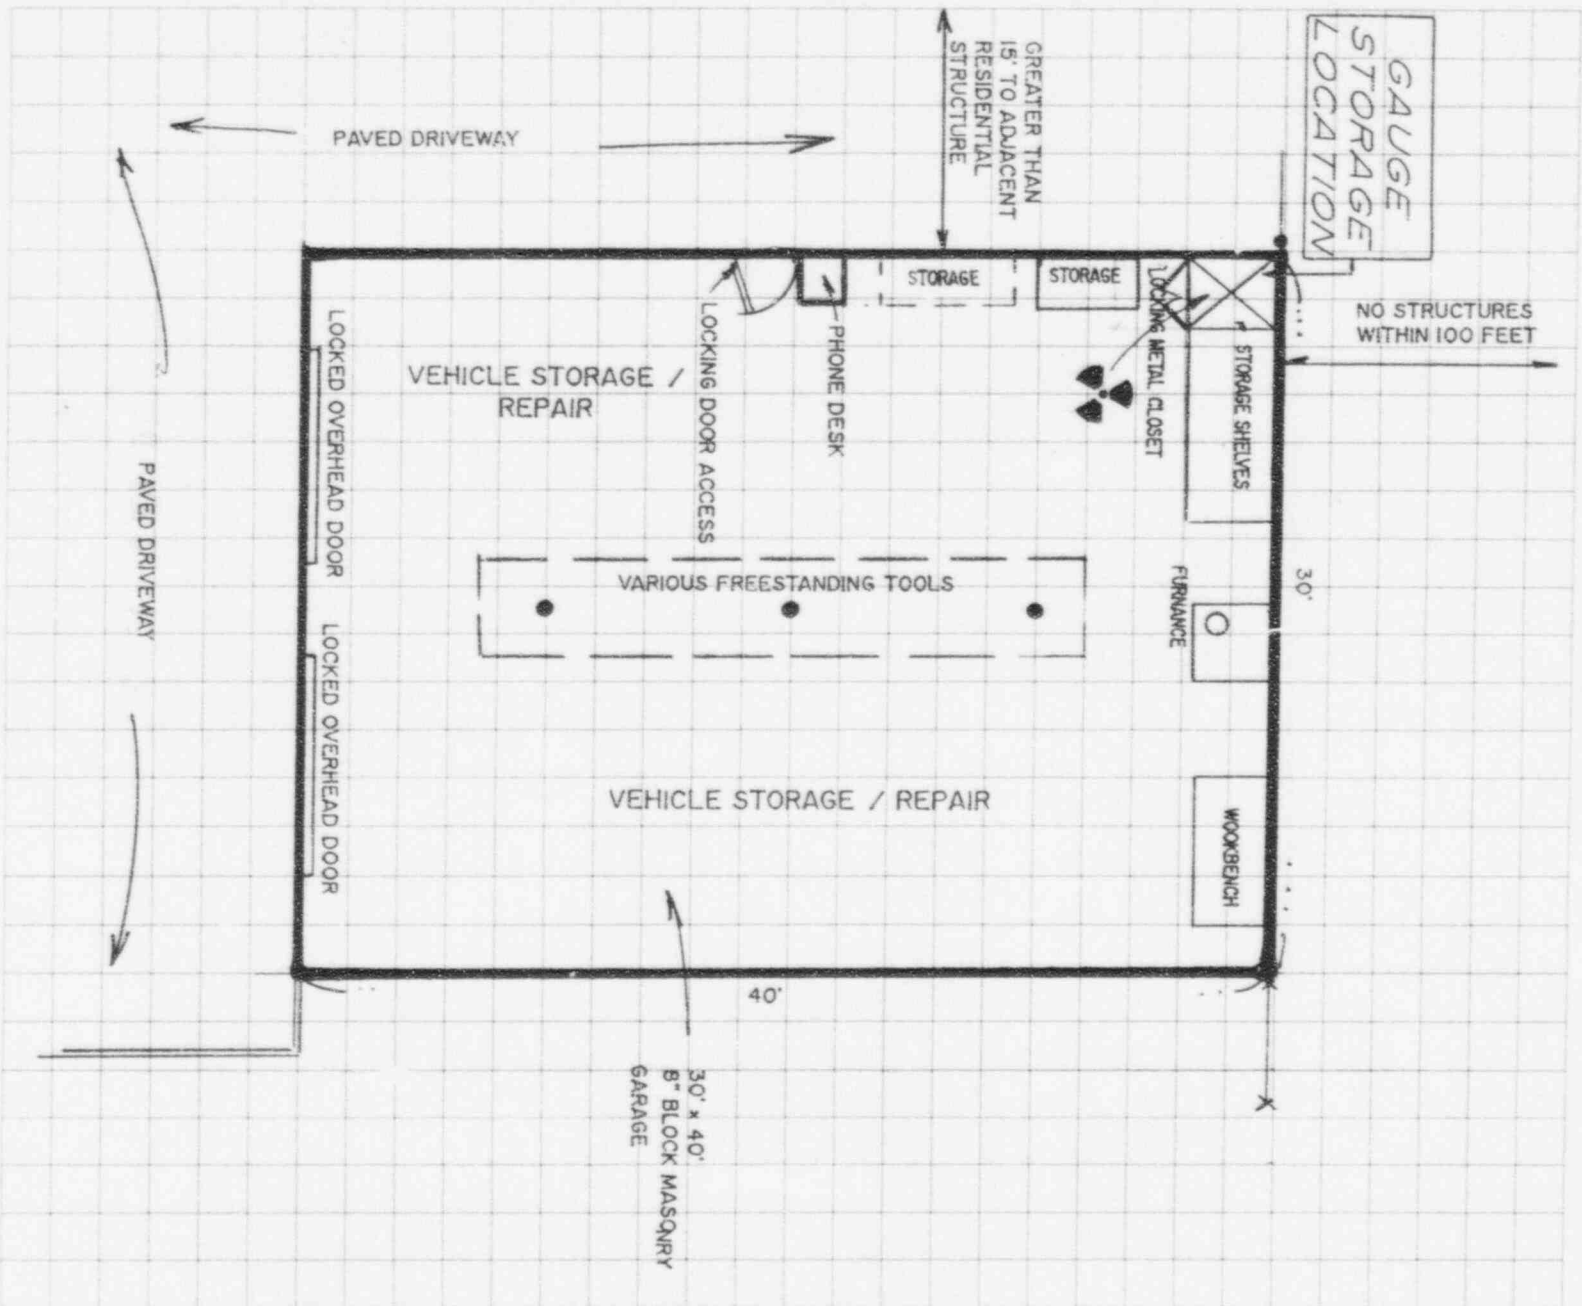 GAUGE
STORAGE
LOCATION
GREATER THAN
15' TO ADJACENT
RESIDENTIAL
STRUCTURE
PAVED DRIVEWAY
NO STRUCTURES
WITHIN 100 FEET
STORAGE
STORAGE
LOCKING METAL CLOSET
STORAGE SHELVES
PHONE DESK
LOCKING DOOR ACCESS
VEHICLE STORAGE /
REPAIR
LOCKED OVERHEAD DOOR
PAVED DRIVEWAY
VARIOUS FREESTANDING TOOLS
FURNANCE
30'
LOCKED OVERHEAD DOOR
VEHICLE STORAGE / REPAIR
WOOKBENCH
40'
30' x 40'
8" BLOCK MASONRY
GARAGE